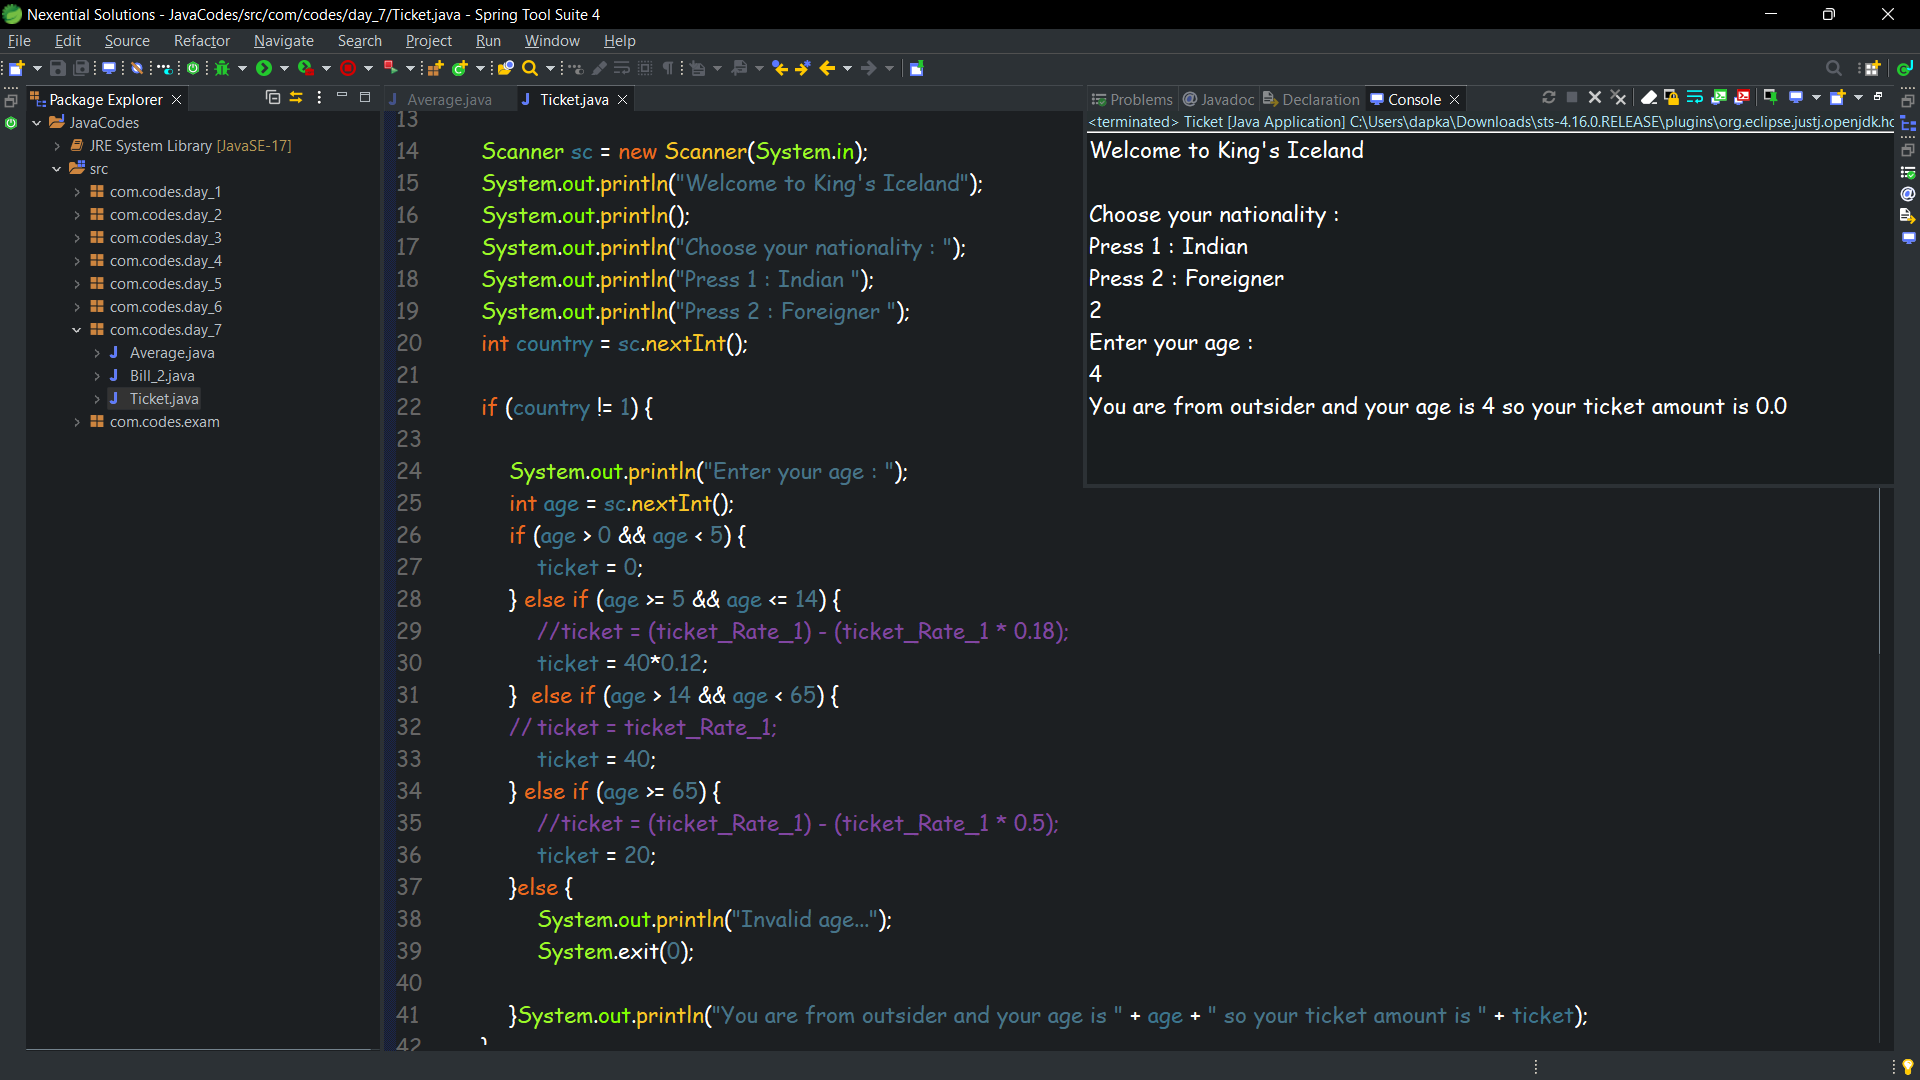 Nexential Solutions - JavaCodes/src/com/codes/day_7/Ticket.java - Spring Tool Suite 4
File Edit Source Refactor Navigate Search Project Run Window Help
Package Explorer
JavaCodes
JRE System Library [JavaSE-17]
src
com.codes.day_1
com.codes.day_2
com.codes.day_3
com.codes.day_4
com.codes.day_5
com.codes.day_6
com.codes.day_7
Average.java
Bill_2.java
Ticket.java
com.codes.exam
Average.java Ticket.java
13
14 Scanner sc = new Scanner(System.in);
15 System.out.println("Welcome to King's Iceland");
16 System.out.println();
17 System.out.println("Choose your nationality : ");
18 System.out.println("Press 1 : Indian ");
19 System.out.println("Press 2 : Foreigner ");
20 int country = sc.nextInt();
21
22 if (country != 1) {
23
24 System.out.println("Enter your age : ");
25 int age = sc.nextInt();
26 if (age > 0 && age < 5) {
27 ticket = 0;
28 } else if (age >= 5 && age <= 14) {
29 //ticket = (ticket_Rate_1) - (ticket_Rate_1 * 0.18);
30 ticket = 40*0.12;
31 } else if (age > 14 && age < 65) {
32 // ticket = ticket_Rate_1;
33 ticket = 40;
34 } else if (age >= 65) {
35 //ticket = (ticket_Rate_1) - (ticket_Rate_1 * 0.5);
36 ticket = 20;
37 }else {
38 System.out.println("Invalid age...");
39 System.exit(0);
40
41 }System.out.println("You are from outsider and your age is " + age + " so your ticket amount is " + ticket);
42 }
Problems Javadoc Declaration Console
<terminated> Ticket [Java Application] C:\Users\dapka\Downloads\sts-4.16.0.RELEASE\plugins\org.eclipse.justj.openjdk.hc
Welcome to King's Iceland
Choose your nationality :
Press 1 : Indian
Press 2 : Foreigner
2
Enter your age :
4
You are from outsider and your age is 4 so your ticket amount is 0.0